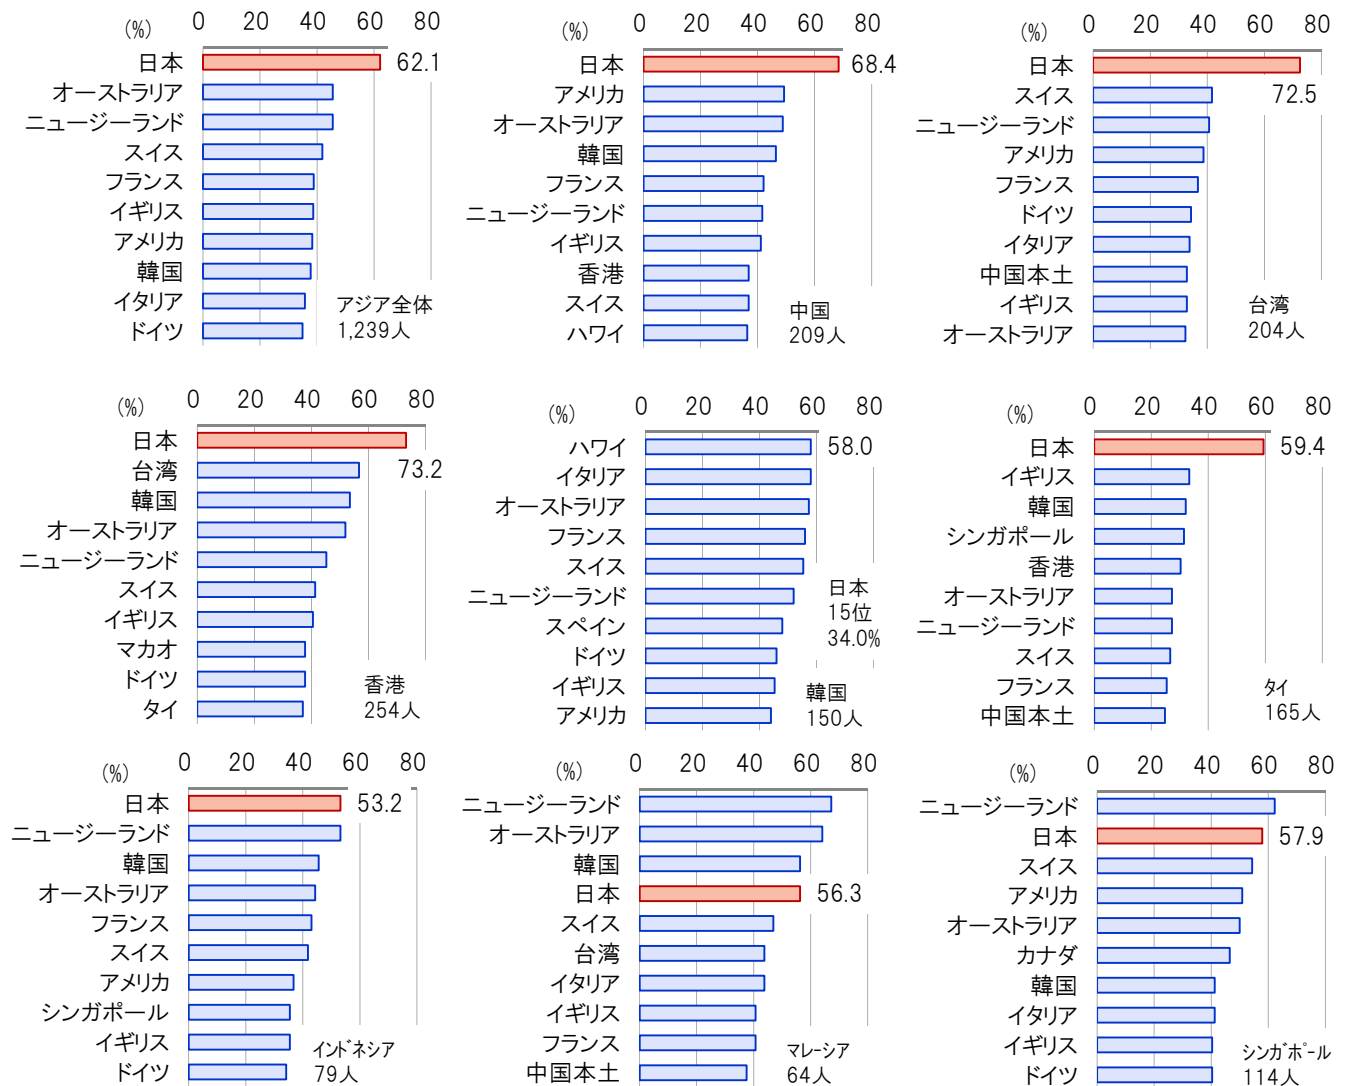 (%)
0 20 40 60 80
日本 62.1
オーストラリア
ニュージーランド
スイス
フランス
イギリス
アメリカ
韓国
イタリア
ドイツ
アジア全体
1,239人
(%)
0 20 40 60 80
日本 68.4
アメリカ
オーストラリア
韓国
フランス
ニュージーランド
イギリス
香港
スイス
ハワイ
中国
209人
(%)
0 20 40 60 80
日本
72.5
スイス
ニュージーランド
アメリカ
フランス
ドイツ
イタリア
中国本土
イギリス
オーストラリア
台湾
204人
(%)
0 20 40 60 80
日本
73.2
台湾
韓国
オーストラリア
ニュージーランド
スイス
イギリス
マカオ
ドイツ
タイ
香港
254人
(%)
0 20 40 60 80
ハワイ 58.0
イタリア
オーストラリア
フランス
スイス
ニュージーランド
スペイン
ドイツ
イギリス
アメリカ
日本
15位
34.0%
韓国
150人
(%)
0 20 40 60 80
日本 59.4
イギリス
韓国
シンガポール
香港
オーストラリア
ニュージーランド
スイス
フランス
中国本土
タイ
165人
(%)
0 20 40 60 80
日本 53.2
ニュージーランド
韓国
オーストラリア
フランス
スイス
アメリカ
シンガポール
イギリス
ドイツ
インドネシア
79人
(%)
0 20 40 60 80
ニュージーランド
オーストラリア
韓国
日本 56.3
スイス
台湾
イタリア
イギリス
フランス
中国本土
マレーシア
64人
(%)
0 20 40 60 80
ニュージーランド
日本 57.9
スイス
アメリカ
オーストラリア
カナダ
韓国
イタリア
イギリス
ドイツ
シンガポール
114人